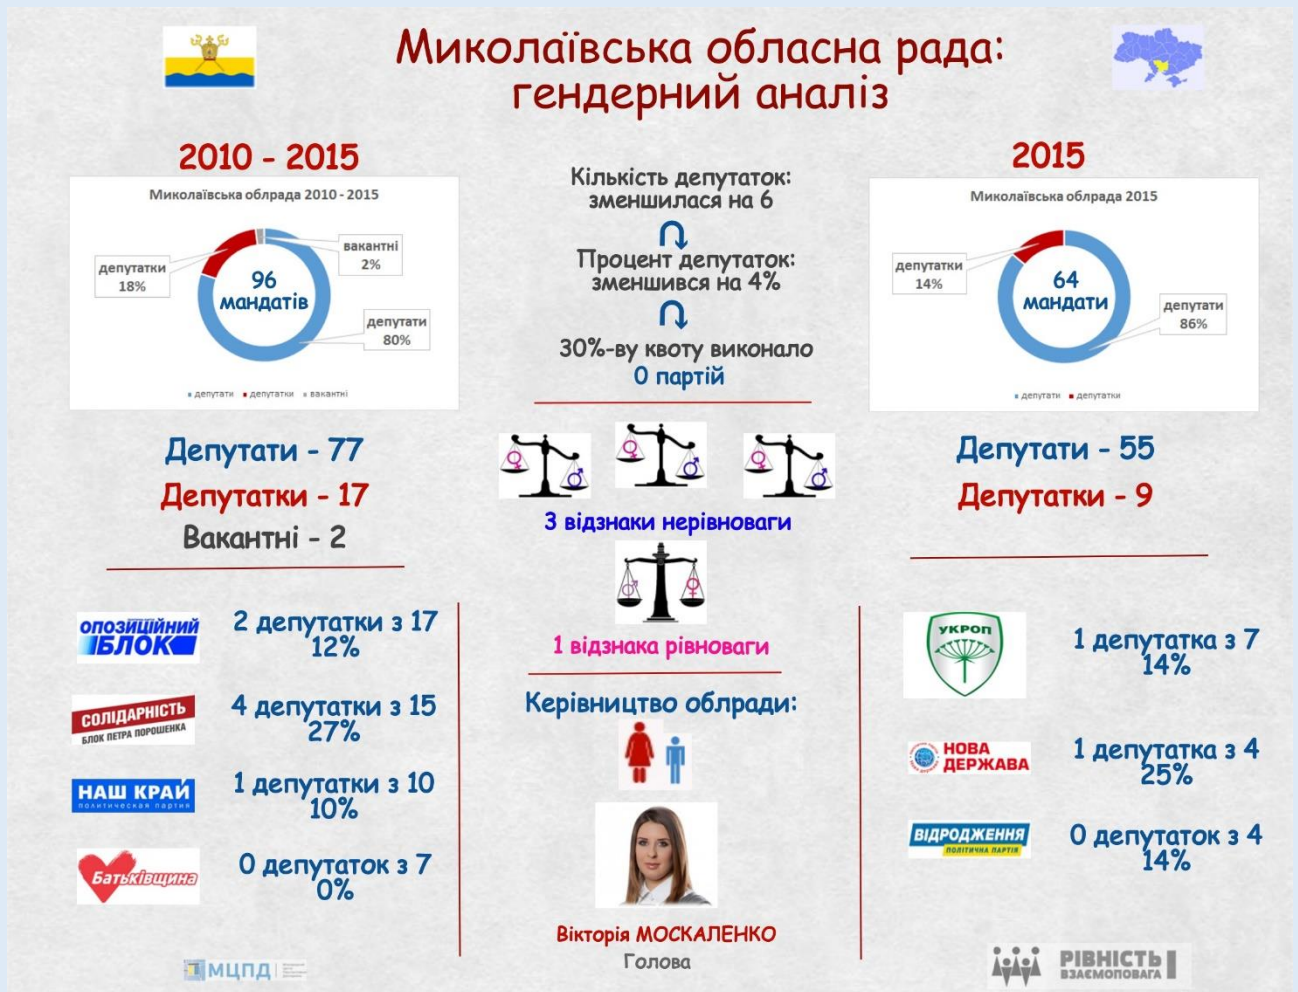 Миколаївська обласна рада:
гендерний аналіз
2010 - 2015
Миколаївська облрада 2010 - 2015
вакантні
2%
депутатки
18%
96
мандатів
депутати
80%
депутати депутатки вакантні
Депутати - 77
Депутатки - 17
Вакантні - 2
Кількість депутаток:
зменшилася на 6
Процент депутаток:
зменшився на 4%
30%-ву квоту виконало
0 партій
3 відзнаки нерівноваги
1 відзнака рівноваги
2015
Миколаївська облрада 2015
депутатки
14%
64
мандати
депутати
86%
депутати депутатки
Депутати - 55
Депутатки - 9
ОПОЗИЦІЙНИЙ
БЛОК
2 депутатки з 17
12%
СОЛІДАРНІСТЬ
БЛОК ПЕТРА ПОРОШЕНКА
4 депутатки з 15
27%
НАШ КРАЙ
политическая партия
1 депутатки з 10
10%
Батьківщина
0 депутаток з 7
0%
Керівництво облради:
Вікторія МОСКАЛЕНКО
Голова
УКРОП
1 депутатка з 7
14%
НОВА
ДЕРЖАВА
1 депутатка з 4
25%
ВІДРОДЖЕННЯ
ПОЛІТИЧНА ПАРТІЯ
0 депутаток з 4
14%
МЦПД
РІВНІСТЬ
ВЗАЄМОПОВАГА